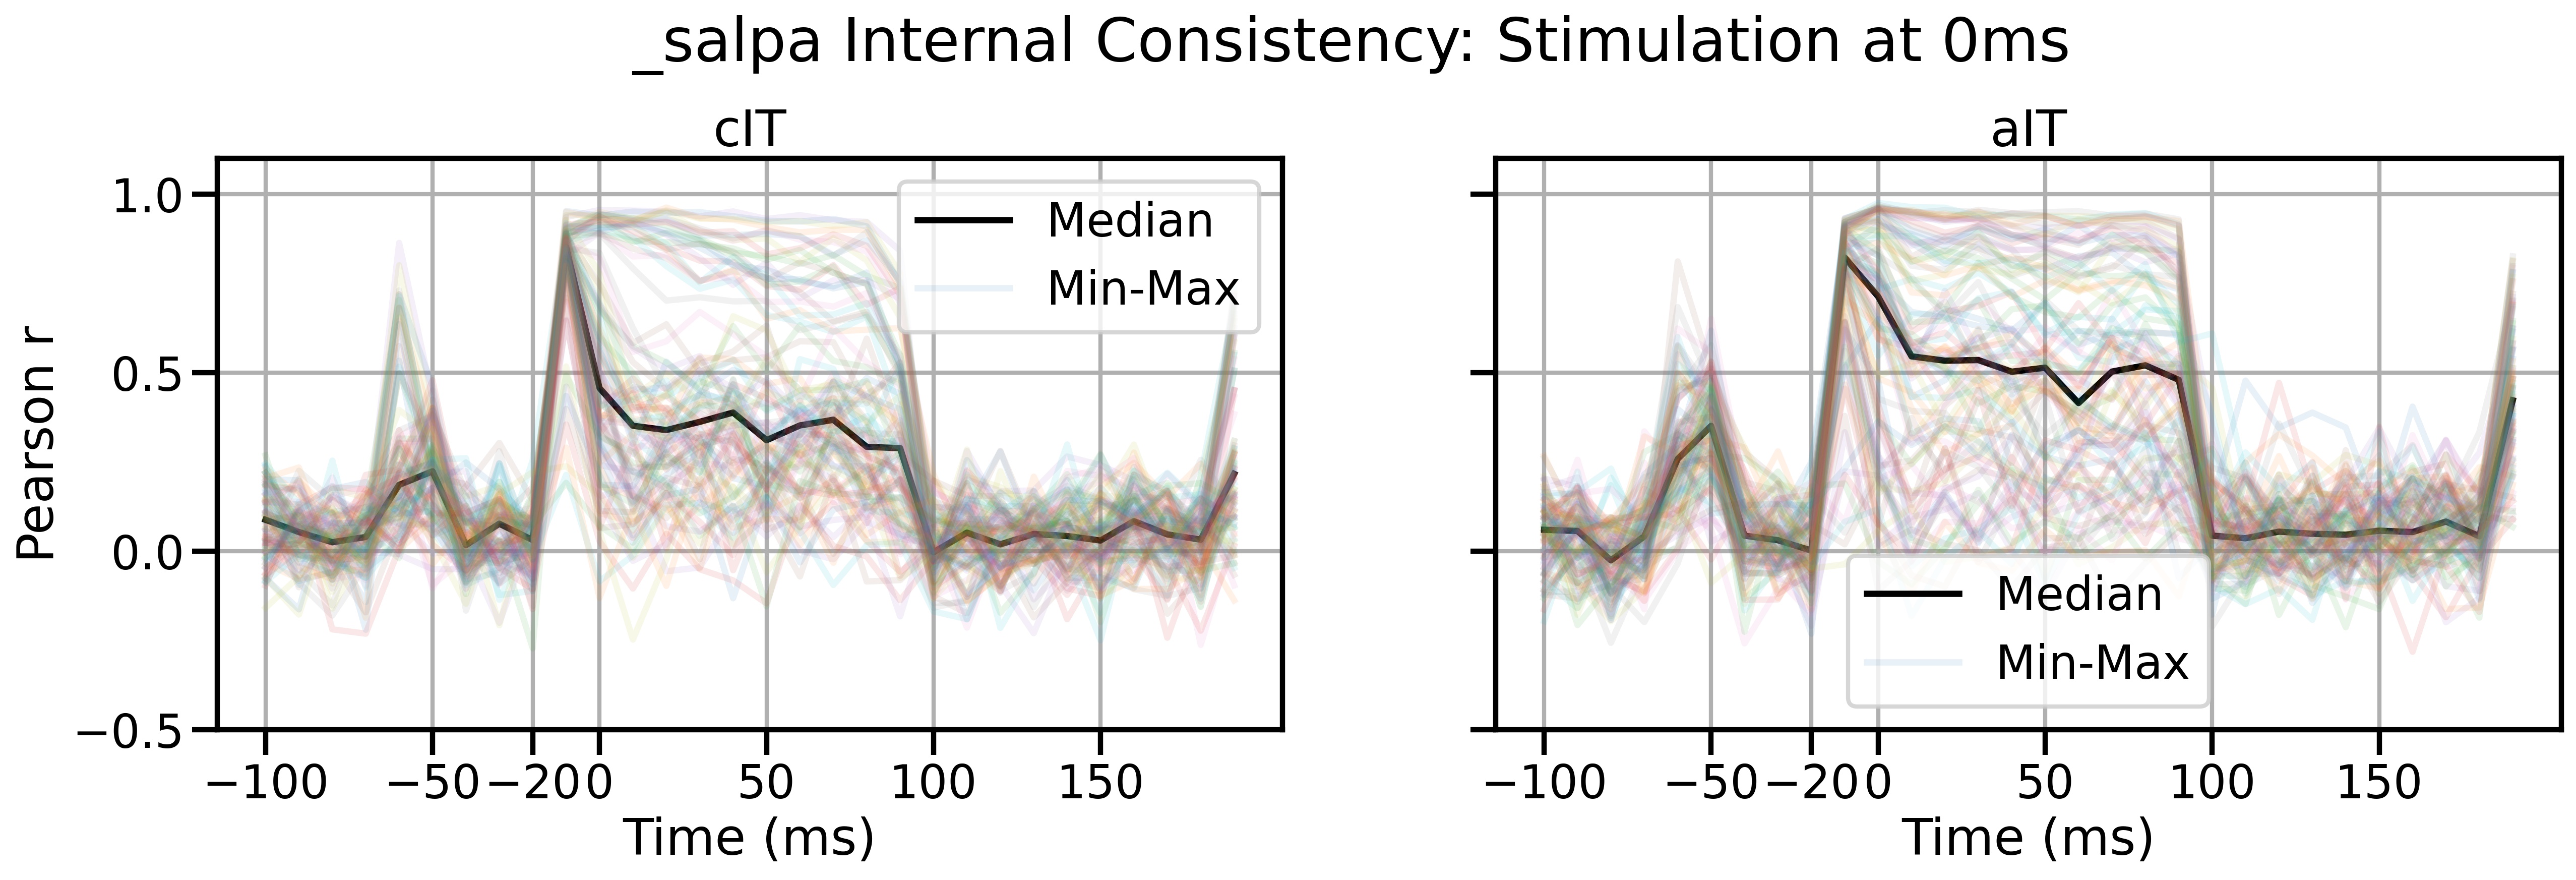 _salpa Internal Consistency: Stimulation at 0ms
cIT
Pearson r
1.0
0.5
0.0
−0.5
Median
Min-Max
−100 −50 −20 0 50 100 150
Time (ms)
aIT
Median
Min-Max
−100 −50 −20 0 50 100 150
Time (ms)